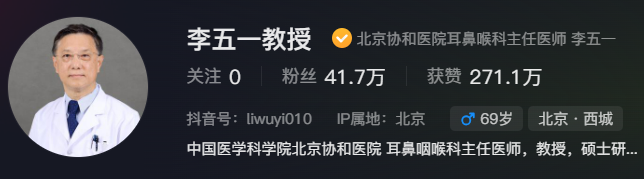 李五一教授 北京协和医院耳鼻喉科主任医师 李五一
关注 0 粉丝 41.7万 获赞 271.1万
抖音号：liwuyi010 IP属地：北京 69岁 北京·西城
中国医学科学院北京协和医院 耳鼻咽喉科主任医师，教授，硕士研...